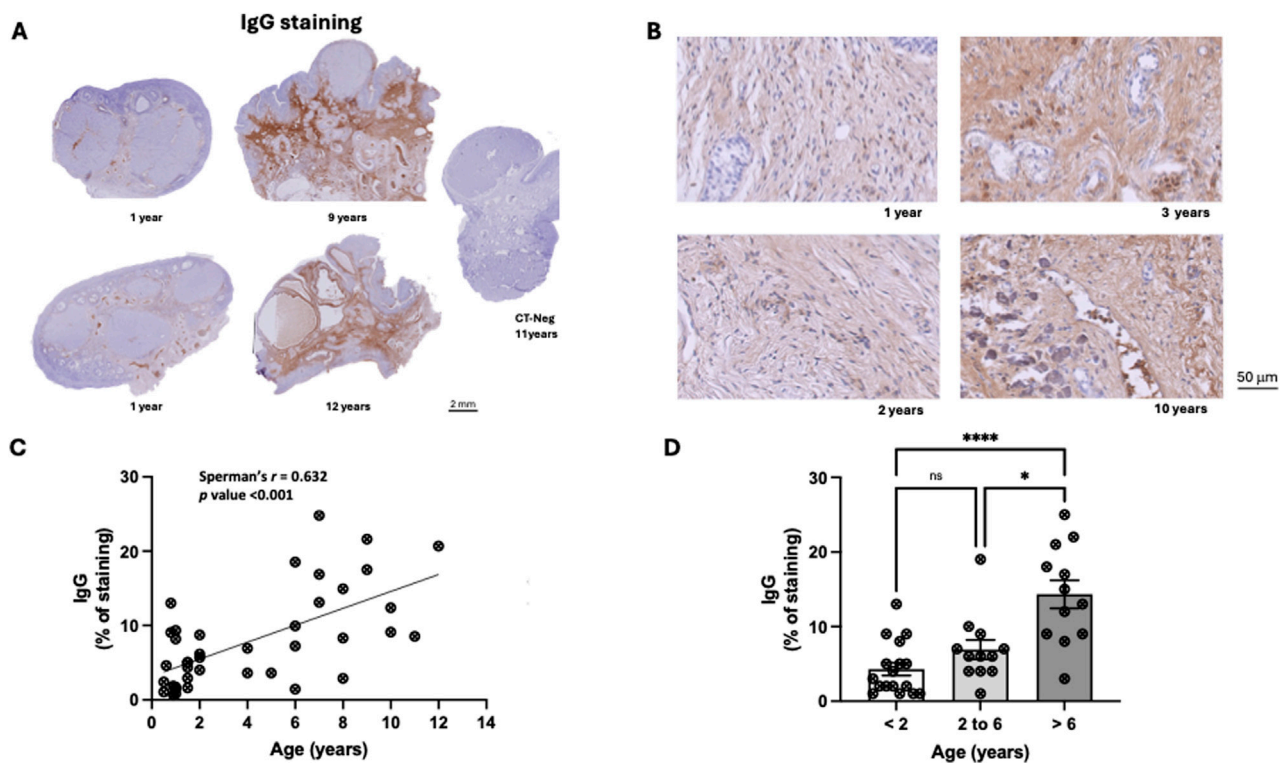 A
IgG staining
1 year
9 years
1 year
12 years
CT-Neg
11years
2 mm
B
1 year
3 years
2 years
10 years
50 µm
C
Sperman's r = 0.632
p value <0.001
IgG
(% of staining)
30
20
10
0
0 2 4 6 8 10 12 14
Age (years)
D
****
ns
*
IgG
(% of staining)
30
20
10
0
< 2 2 to 6 > 6
Age (years)